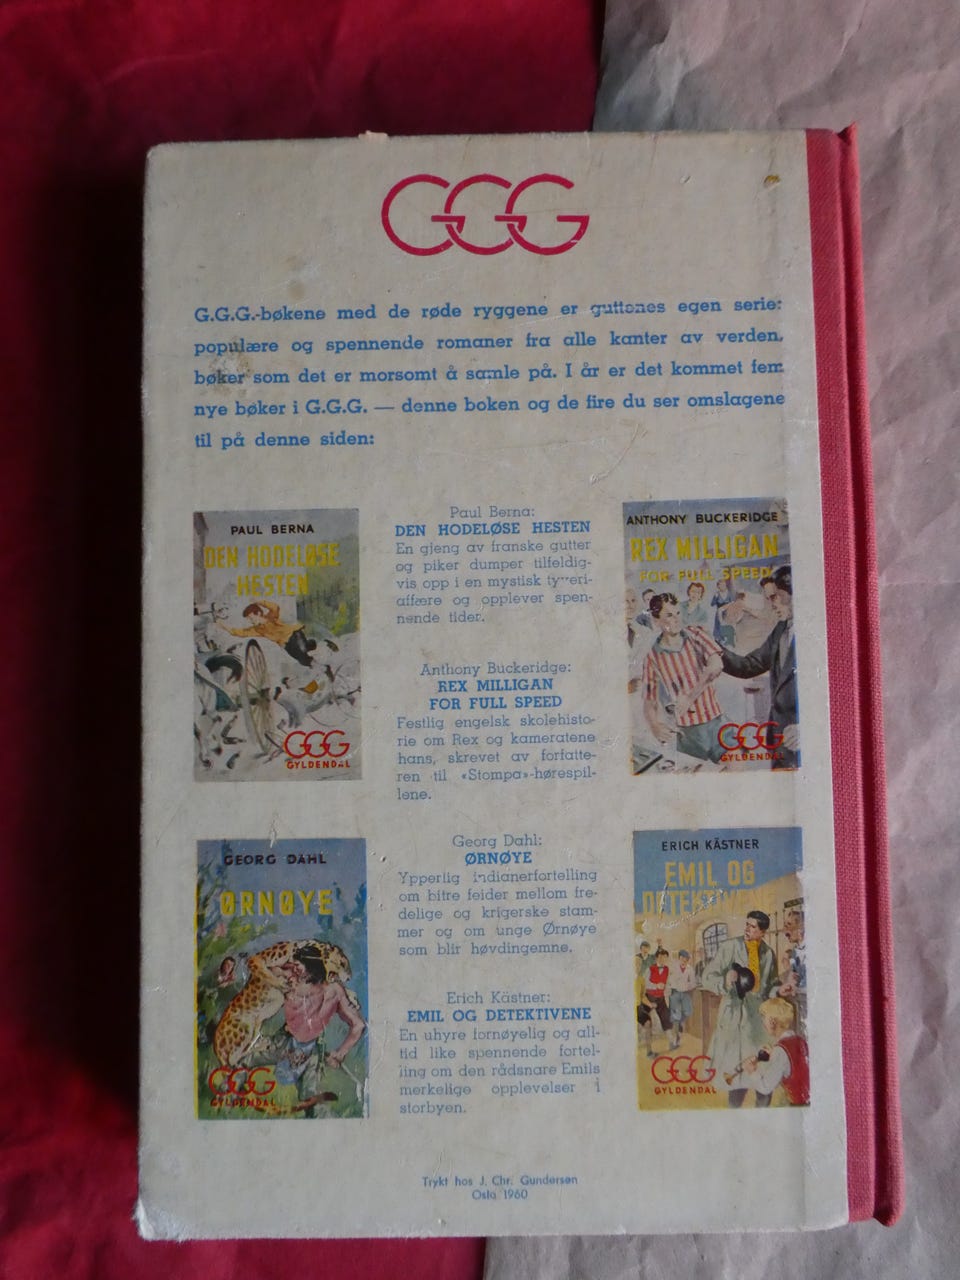 GGG
G.G.G.-bøkene med de røde ryggene er guttenes egen serie:
populære og spennende romaner fra alle kanter av verden,
bøker som det er morsomt å samle på. I år er det kommet fem
nye bøker i G.G.G. — denne boken og de fire du ser omslagene
til på denne siden:
PAUL BERNA
DEN HODELØSE
HESTEN
GGG
GYLDENDAL
Paul Berna:
DEN HODELØSE HESTEN
En gjeng av franske gutter
og piker dumper tilfeldig-
vis opp i en mystisk tyveri-
affære og opplever spen-
nende tider.
ANTHONY BUCKERIDGE
REX MILLIGAN
FOR FULL SPEED
GGG
GYLDENDAL
Anthony Buckeridge:
REX MILLIGAN
FOR FULL SPEED
Festlig engelsk skolehisto-
rie om Rex og kameratene
hans, skrevet av forfatte-
ren til «Stompa»-hørespil-
lene.
GEORG DAHL
ØRNØYE
GGG
GYLDENDAL
Georg Dahl:
ØRNØYE
Ypperlig indianerfortelling
om bitre feider mellom fre-
delige og krigerske stam-
mer og om unge Ørnøye
som blir høvdingemne.
ERICH KÄSTNER
EMIL OG
DETEKTIVENE
GGG
GYLDENDAL
Erich Kästner:
EMIL OG DETEKTIVENE
En uhyre fornøyelig og all-
tid like spennende fortel-
ling om den rådsnare Emils
merkelige opplevelser i
storbyen.
Trykt hos J. Chr. Gundersen
Oslo 1960